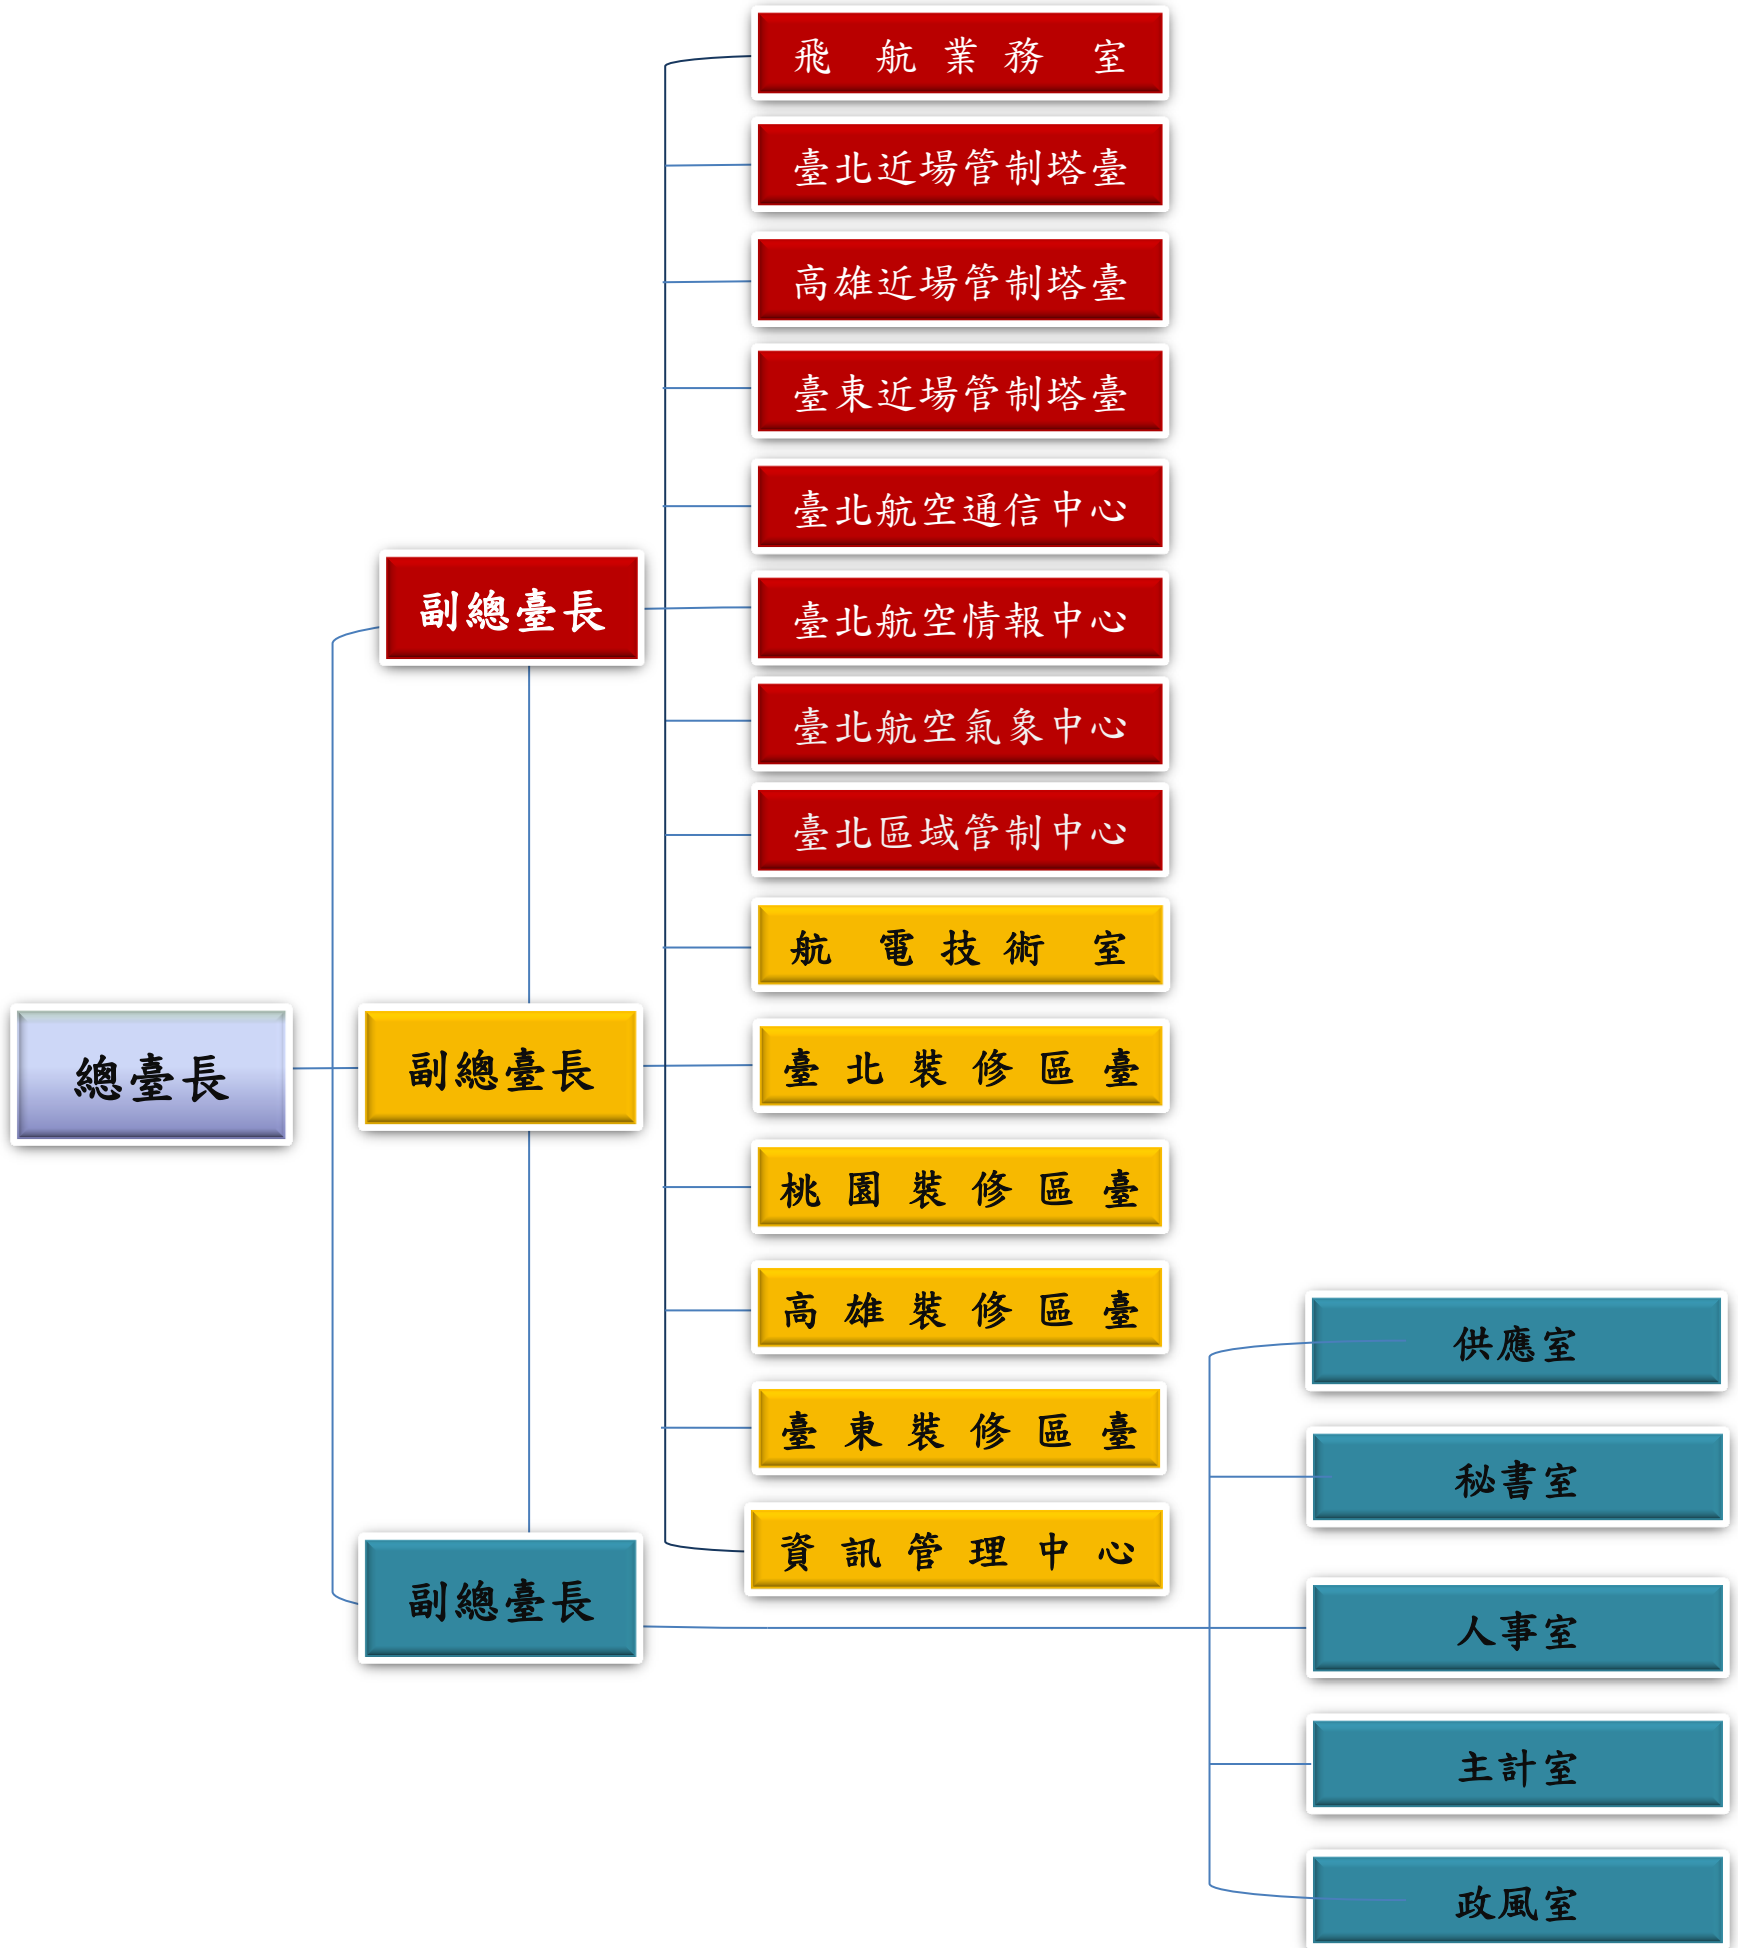 總臺長
副總臺長
副總臺長
副總臺長
飛航業務室
臺北近場管制塔臺
高雄近場管制塔臺
臺東近場管制塔臺
臺北航空通信中心
臺北航空情報中心
臺北航空氣象中心
臺北區域管制中心
航電技術室
臺北裝修區臺
桃園裝修區臺
高雄裝修區臺
臺東裝修區臺
資訊管理中心
供應室
秘書室
人事室
主計室
政風室